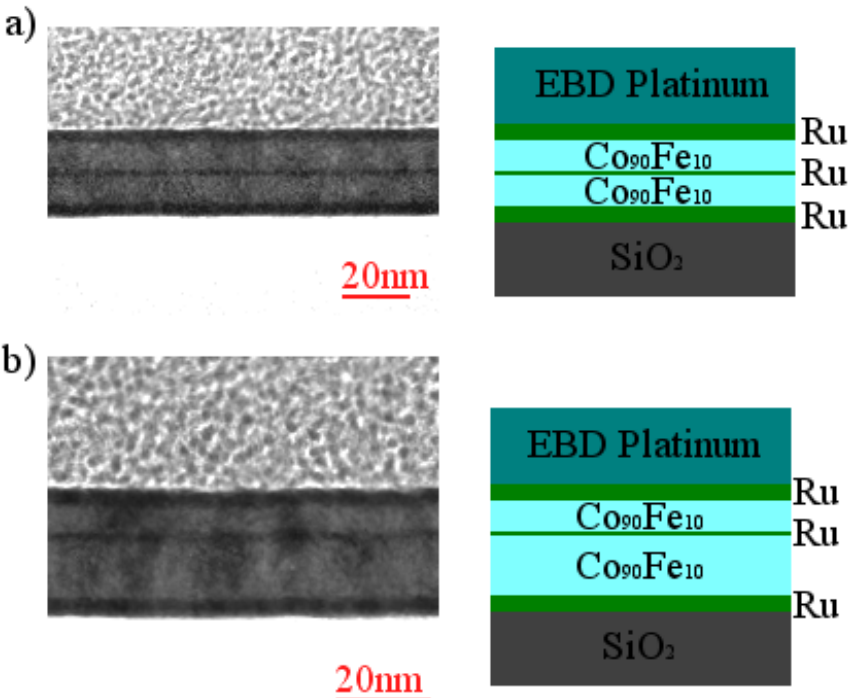 a)
EBD Platinum
Ru
Co₉₀Fe₁₀
Ru
Co₉₀Fe₁₀
Ru
SiO₂
20nm
b)
EBD Platinum
Ru
Co₉₀Fe₁₀
Ru
Co₉₀Fe₁₀
Ru
SiO₂
20nm